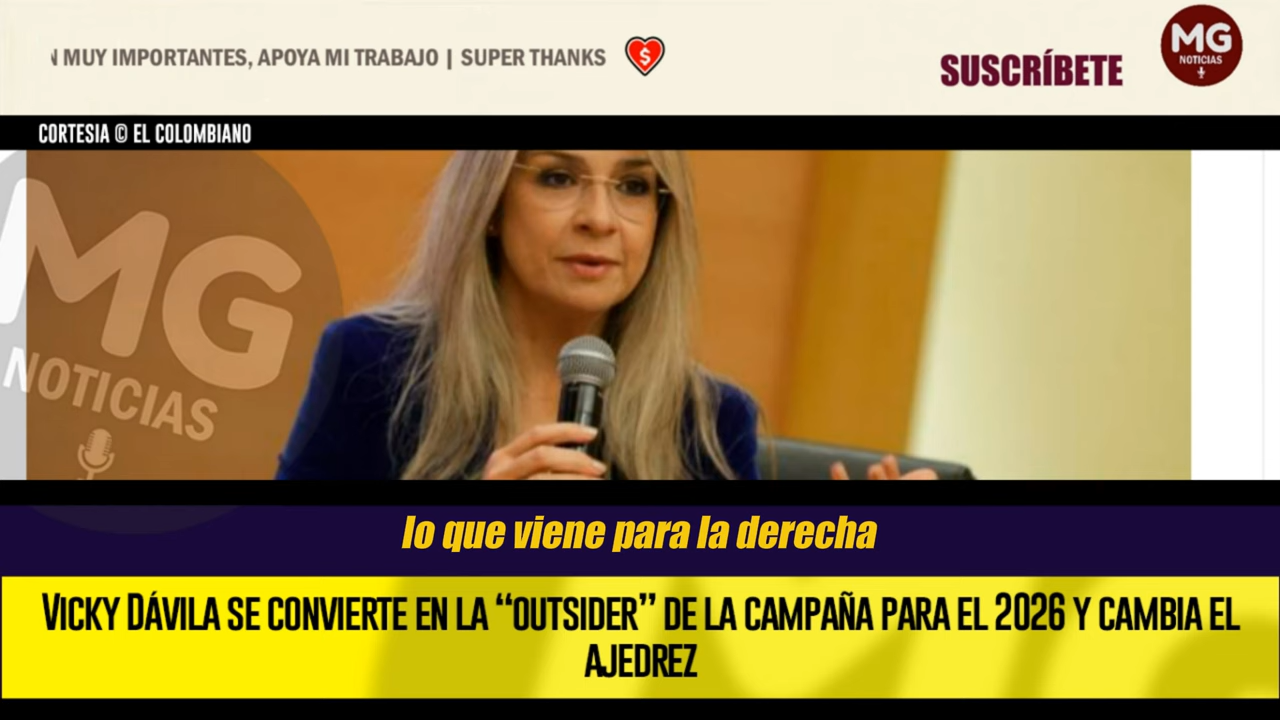 MUY IMPORTANTES, APOYA MI TRABAJO | SUPER THANKS
SUSCRÍBETE
MG
NOTICIAS
CORTESIA © EL COLOMBIANO
MG
NOTICIAS
lo que viene para la derecha
VICKY DÁVILA SE CONVIERTE EN LA “OUTSIDER” DE LA CAMPAÑA PARA EL 2026 Y CAMBIA EL
AJEDREZ